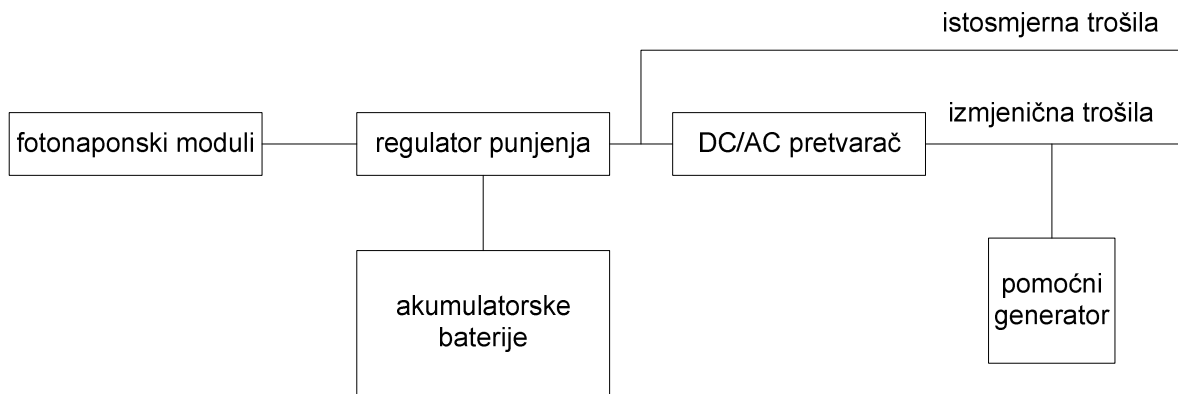 istosmjerna trošila
fotonaponski moduli
regulator punjenja
DC/AC pretvarač
izmjenična trošila
akumulatorske
baterije
pomoćni
generator